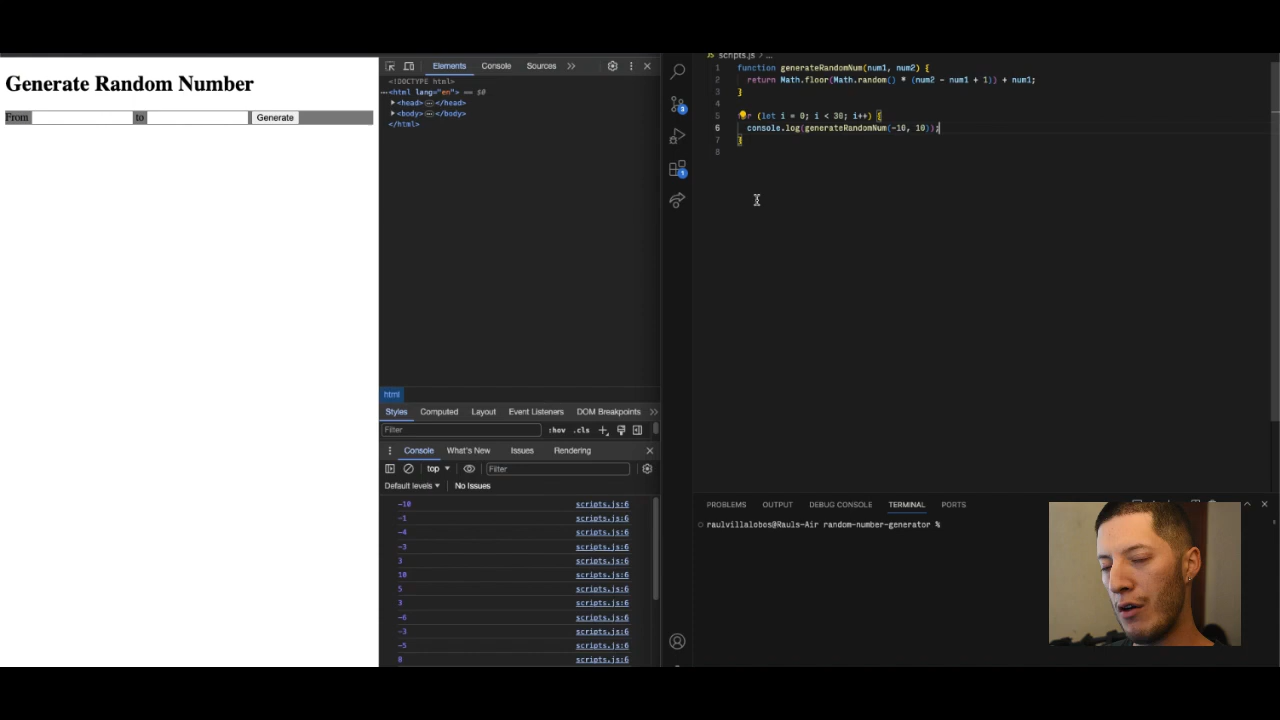 Generate Random Number
From to Generate
Elements Console Sources
<!DOCTYPE html>
<html lang="en"> == $0
<head> … </head>
<body> … </body>
</html>
html
Styles Computed Layout Event Listeners DOM Breakpoints
Filter :hov .cls
Console What's New Issues Rendering
top Filter
Default levels No Issues
-10 scripts.js:6
-1 scripts.js:6
-4 scripts.js:6
-3 scripts.js:6
3 scripts.js:6
10 scripts.js:6
5 scripts.js:6
3 scripts.js:6
-6 scripts.js:6
-3 scripts.js:6
-5 scripts.js:6
scripts.js:6
scripts.js > ...
1 function generateRandomNum(num1, num2) {
2 return Math.floor(Math.random() * (num2 - num1 + 1)) + num1;
3 }
4
5 for (let i = 0; i < 30; i++) {
6 console.log(generateRandomNum(-10, 10));
7 }
8
3
1
PROBLEMS OUTPUT DEBUG CONSOLE TERMINAL PORTS
raulvillalobos@Rauls-Air random-number-generator %